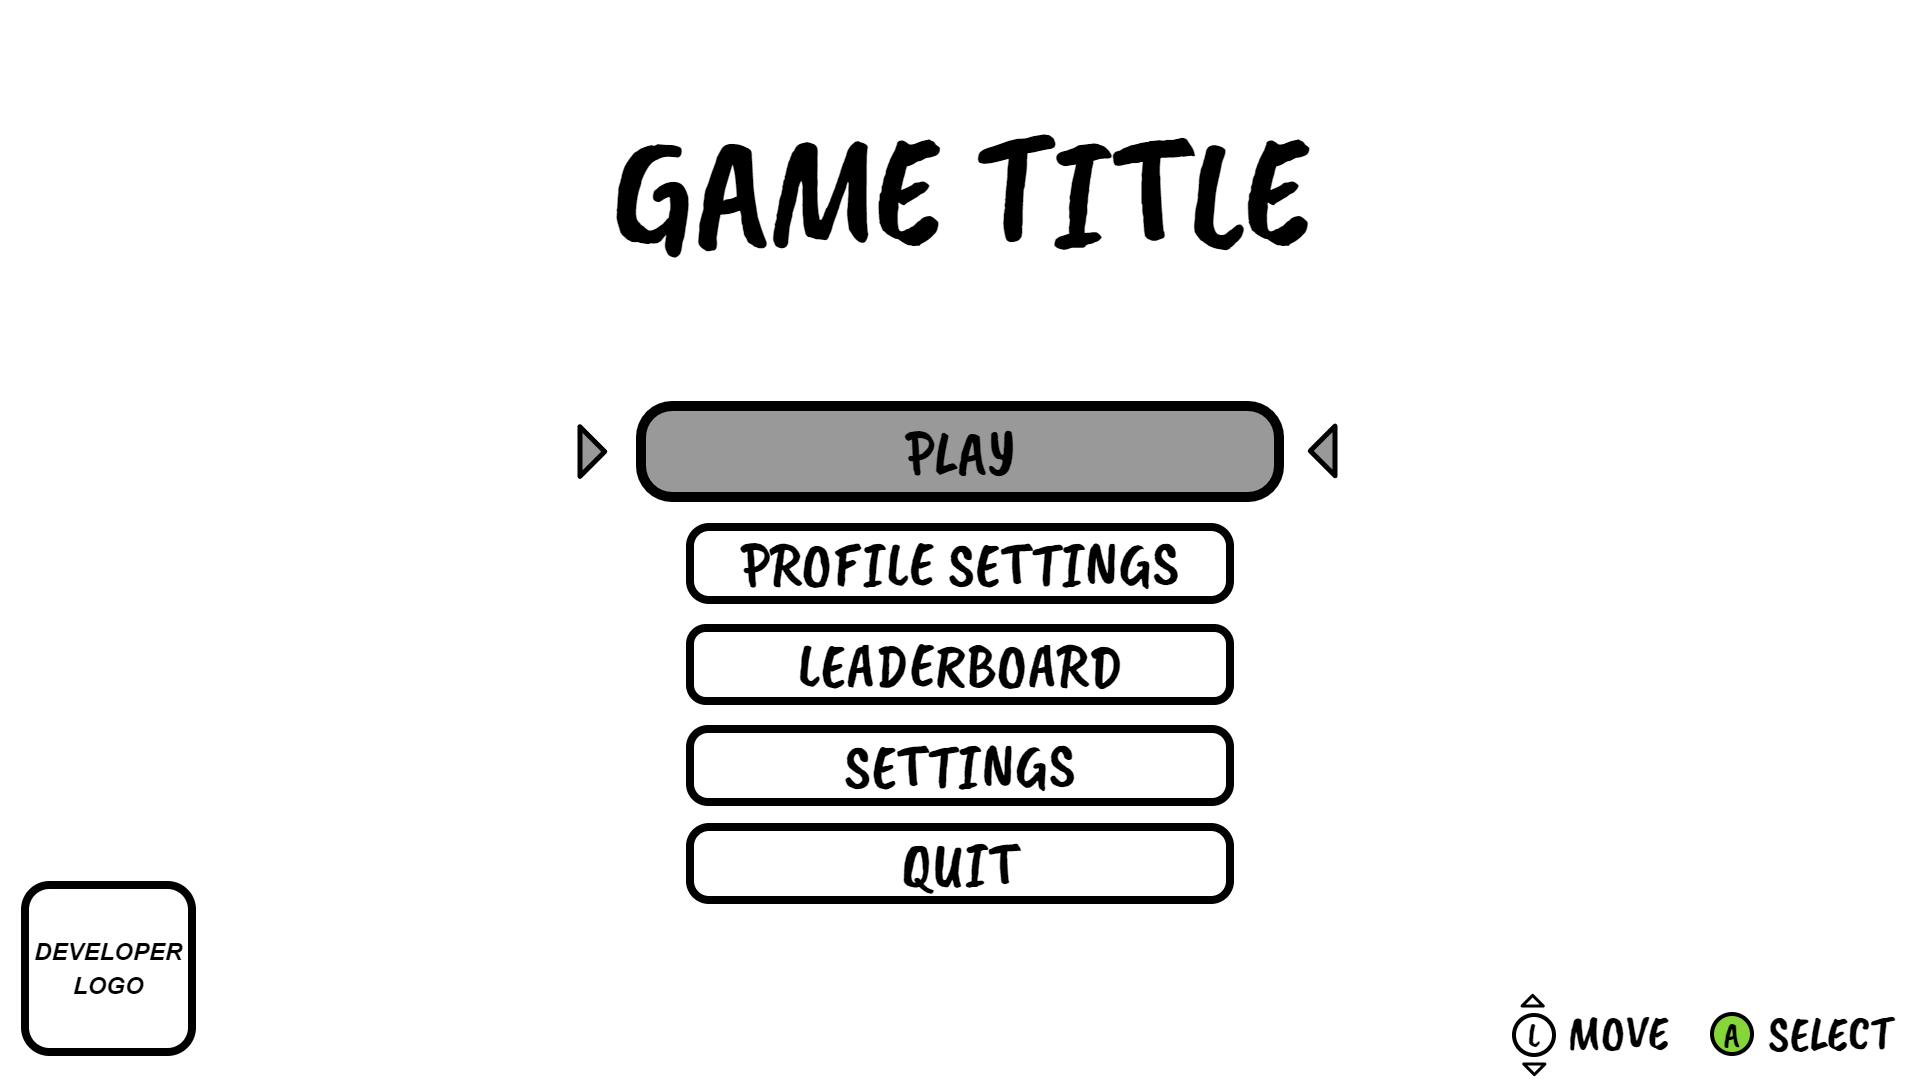 GAME TITLE
PLAY
PROFILE SETTINGS
LEADERBOARD
SETTINGS
QUIT
DEVELOPER
LOGO
L MOVE A SELECT